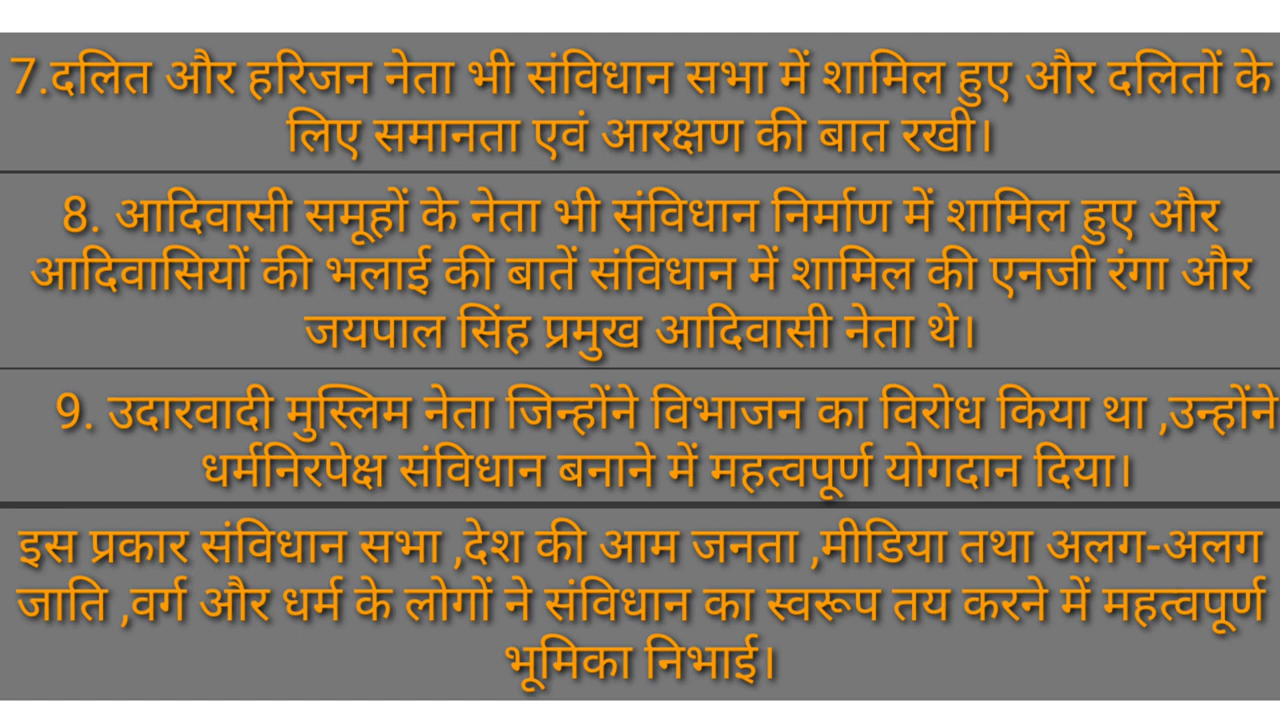 7.दलित और हरिजन नेता भी संविधान सभा में शामिल हुए और दलितों के
लिए समानता एवं आरक्षण की बात रखी।
8. आदिवासी समूहों के नेता भी संविधान निर्माण में शामिल हुए और
आदिवासियों की भलाई की बातें संविधान में शामिल की एनजी रंगा और
जयपाल सिंह प्रमुख आदिवासी नेता थे।
9. उदारवादी मुस्लिम नेता जिन्होंने विभाजन का विरोध किया था ,उन्होंने
धर्मनिरपेक्ष संविधान बनाने में महत्वपूर्ण योगदान दिया।
इस प्रकार संविधान सभा ,देश की आम जनता ,मीडिया तथा अलग-अलग
जाति ,वर्ग और धर्म के लोगों ने संविधान का स्वरूप तय करने में महत्वपूर्ण
भूमिका निभाई।